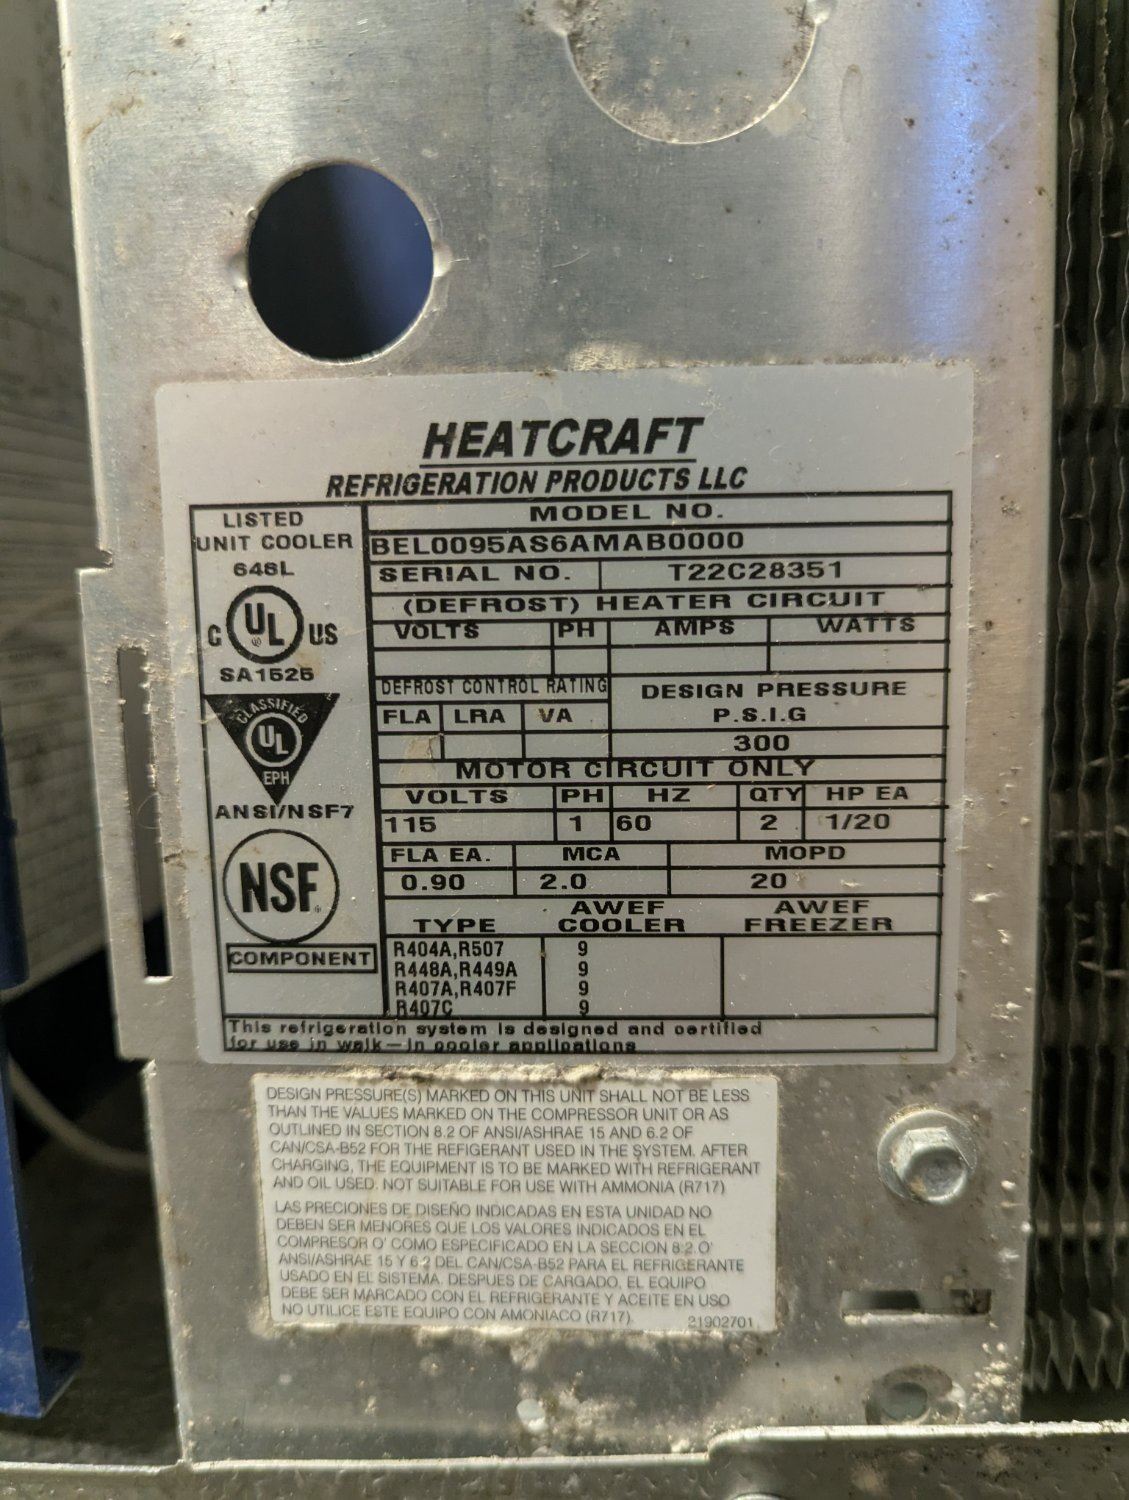 HEATCRAFT
REFRIGERATION PRODUCTS LLC
LISTED
UNIT COOLER
646L
C UL US
SA1525
CLASSIFIED
UL
EPH
ANSI/NSF7
NSF
COMPONENT
MODEL NO.
BEL0095AS6AMAB0000
SERIAL NO. T22C28351
(DEFROST) HEATER CIRCUIT
VOLTS PH AMPS WATTS
DEFROST CONTROL RATING
FLA LRA VA
DESIGN PRESSURE
P.S.I.G
300
MOTOR CIRCUIT ONLY
VOLTS PH HZ QTY HP EA
115 1 60 2 1/20
FLA EA. MCA MOPD
0.90 2.0 20
TYPE AWEF COOLER AWEF FREEZER
R404A,R507 9
R448A,R449A 9
R407A,R407F 9
R407C 9
This refrigeration system is designed and certified
for use in walk-in cooler applications
DESIGN PRESSURE(S) MARKED ON THIS UNIT SHALL NOT BE LESS
THAN THE VALUES MARKED ON THE COMPRESSOR UNIT OR AS
OUTLINED IN SECTION 8.2 OF ANSI/ASHRAE 15 AND 6.2 OF
CAN/CSA-B52 FOR THE REFIGERANT USED IN THE SYSTEM. AFTER
CHARGING, THE EQUIPMENT IS TO BE MARKED WITH REFRIGERANT
AND OIL USED. NOT SUITABLE FOR USE WITH AMMONIA (R717)
LAS PRECIONES DE DISEÑO INDICADAS EN ESTA UNIDAD NO
DEBEN SER MENORES QUE LOS VALORES INDICADOS EN EL
COMPRESOR O' COMO ESPECIFICADO EN LA SECCION 8.2 O'
ANSI/ASHRAE 15 Y 6.2 DEL CAN/CSA-B52 PARA EL REFRIGERANTE
USADO EN EL SISTEMA. DESPUES DE CARGADO, EL EQUIPO
DEBE SER MARCADO CON EL REFRIGERANTE Y ACEITE EN USO
NO UTILICE ESTE EQUIPO CON AMONIACO (R717).
21902701